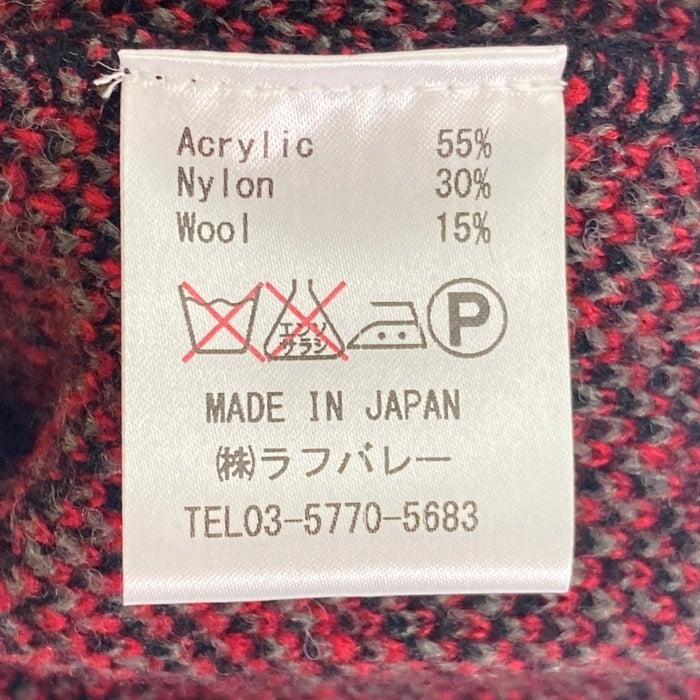 Acrylic 55%
Nylon 30%
Wool 15%
エンソ
サラシ
P
MADE IN JAPAN
㈱ラフバレー
TEL03-5770-5683